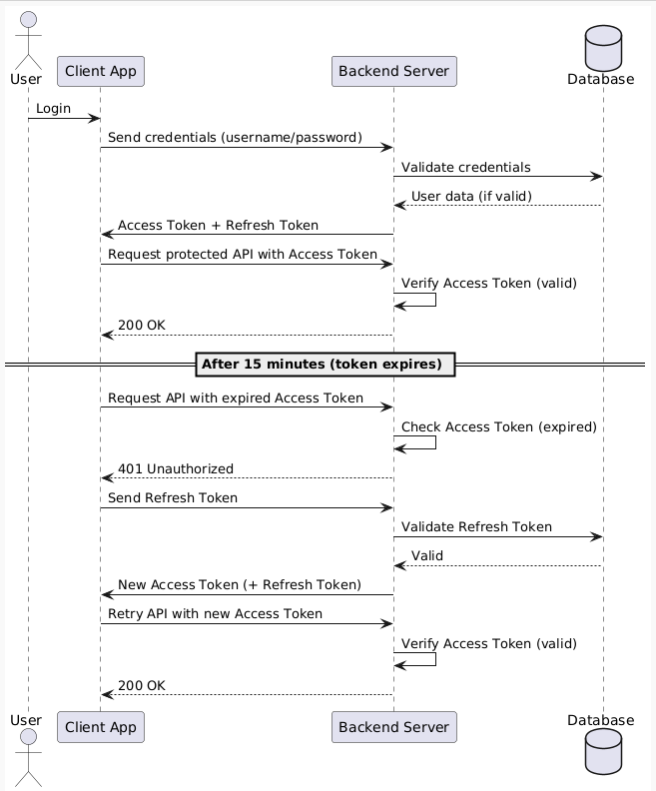 User
Client App
Backend Server
Database
Login
Send credentials (username/password)
Validate credentials
User data (if valid)
Access Token + Refresh Token
Request protected API with Access Token
Verify Access Token (valid)
200 OK
After 15 minutes (token expires)
Request API with expired Access Token
Check Access Token (expired)
401 Unauthorized
Send Refresh Token
Validate Refresh Token
Valid
New Access Token (+ Refresh Token)
Retry API with new Access Token
Verify Access Token (valid)
200 OK
User
Client App
Backend Server
Database